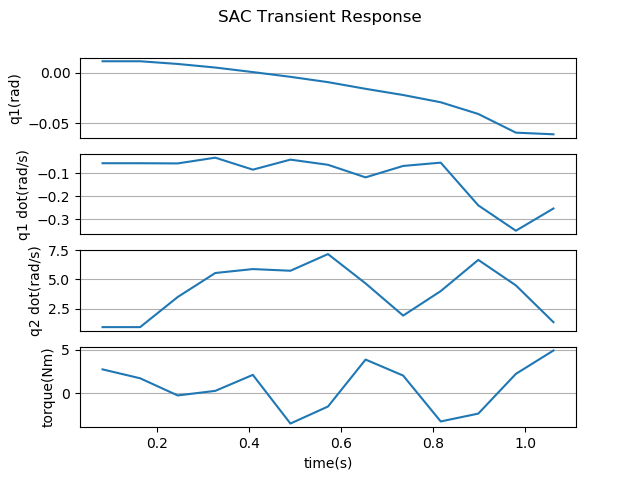 SAC Transient Response
q1(rad)
0.00
−0.05
q1 dot(rad/s)
−0.1
−0.2
−0.3
q2 dot(rad/s)
7.5
5.0
2.5
torque(Nm)
5
0
0.2 0.4 0.6 0.8 1.0
time(s)